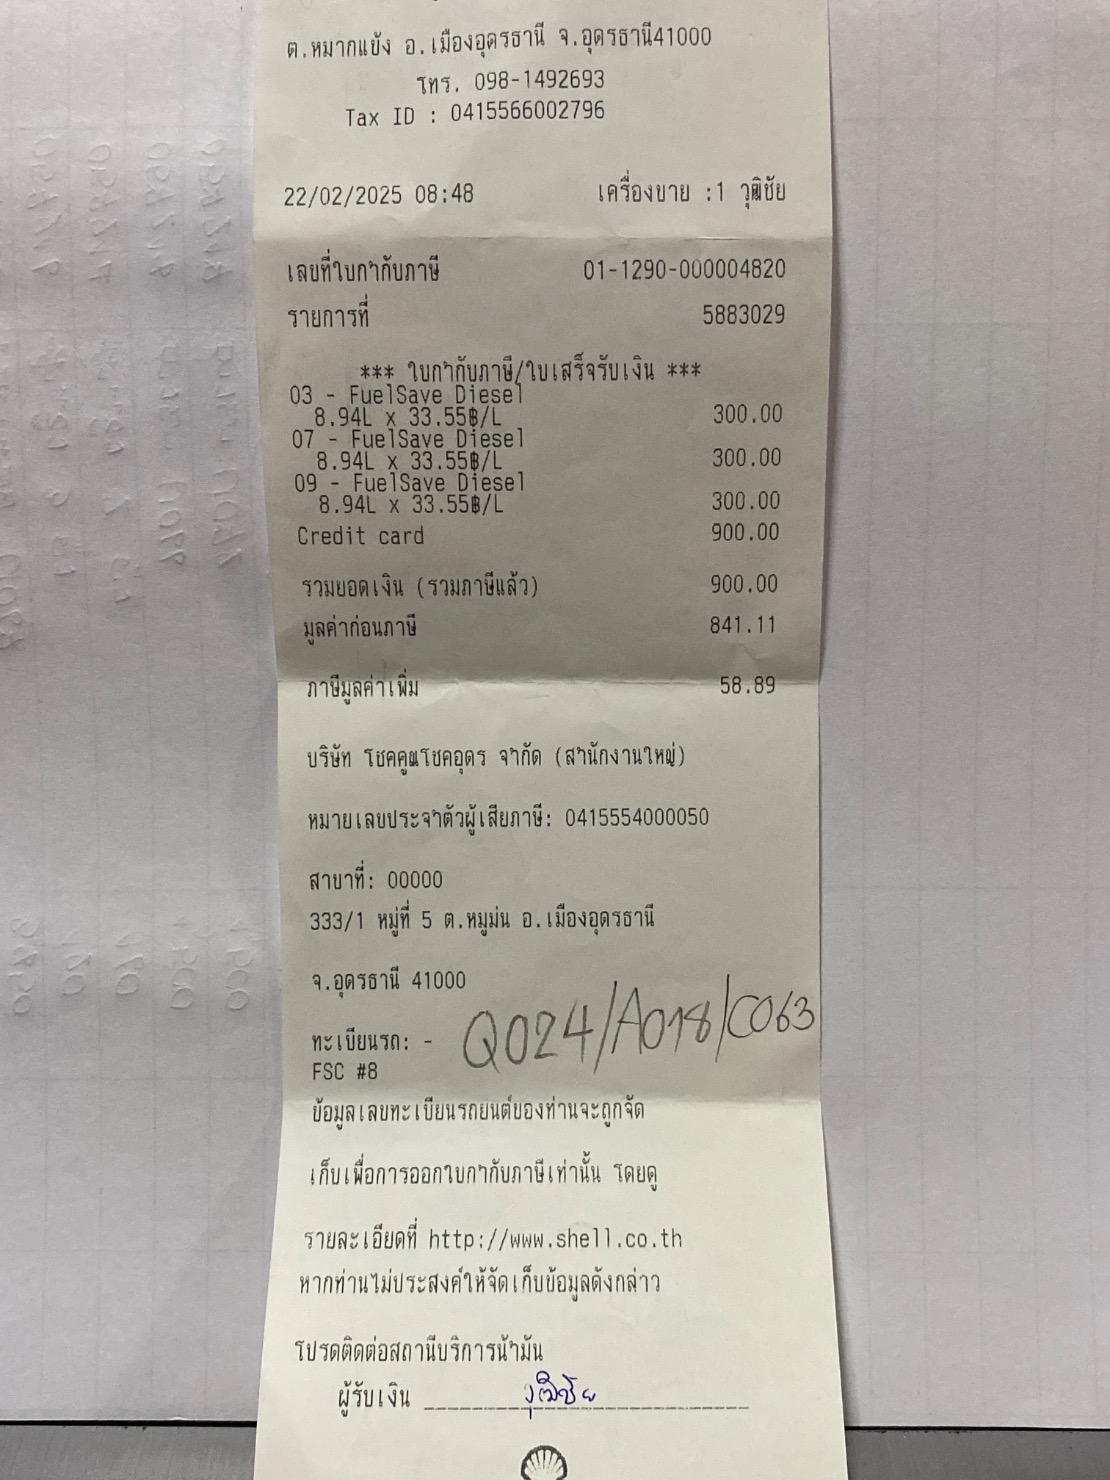 ต.หมากแข้ง อ.เมืองอุดรธานี จ.อุดรธานี41000
โทร. 098-1492693
Tax ID : 0415566002796
22/02/2025 08:48 เครื่องขาย :1 วุฒิชัย
เลขที่ใบกำกับภาษี 01-1290-000004820
รายการที่ 5883029
*** ใบกำกับภาษี/ใบเสร็จรับเงิน ***
03 - FuelSave Diesel
8.94L x 33.55฿/L 300.00
07 - FuelSave Diesel
8.94L x 33.55฿/L 300.00
09 - FuelSave Diesel
8.94L x 33.55฿/L 300.00
Credit card 900.00
รวมยอดเงิน (รวมภาษีแล้ว) 900.00
มูลค่าก่อนภาษี 841.11
ภาษีมูลค่าเพิ่ม 58.89
บริษัท โชคคูณโชคอุดร จำกัด (สำนักงานใหญ่)
หมายเลขประจำตัวผู้เสียภาษี: 0415554000050
สาขาที่: 00000
333/1 หมู่ที่ 5 ต.หมูม่น อ.เมืองอุดรธานี
จ.อุดรธานี 41000
ทะเบียนรถ: - Q024/A018/C063
FSC #8
ข้อมูลเลขทะเบียนรถยนต์ของท่านจะถูกจัด
เก็บเพื่อการออกใบกำกับภาษีเท่านั้น โดยดู
รายละเอียดที่ http://www.shell.co.th
หากท่านไม่ประสงค์ให้จัดเก็บข้อมูลดังกล่าว
โปรดติดต่อสถานีบริการน้ำมัน
ผู้รับเงิน วุฒิชัย